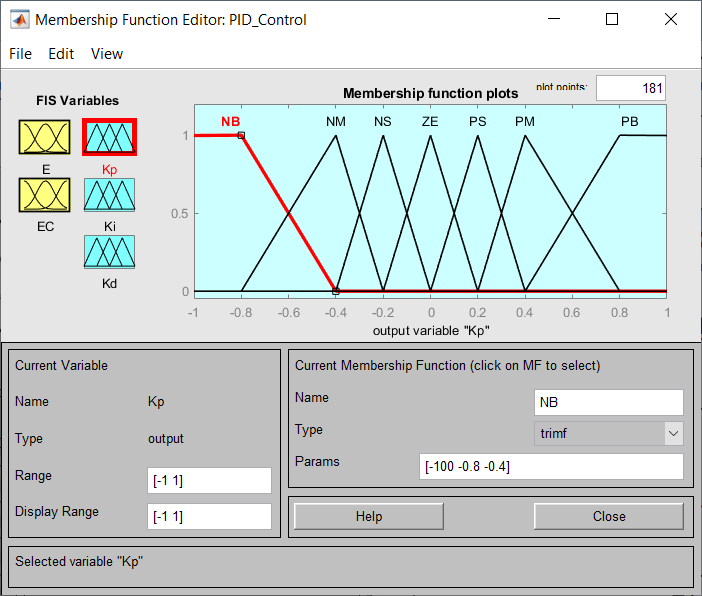 Membership Function Editor: PID_Control
File Edit View
FIS Variables
E
Kp
EC
Ki
Kd
Membership function plots
plot points:
181
NB NM NS ZE PS PM PB
1
0.5
0
-1 -0.8 -0.6 -0.4 -0.2 0 0.2 0.4 0.6 0.8 1
output variable "Kp"
Current Variable
Name Kp
Type output
Range [-1 1]
Display Range [-1 1]
Current Membership Function (click on MF to select)
Name NB
Type trimf
Params [-100 -0.8 -0.4]
Help Close
Selected variable "Kp"